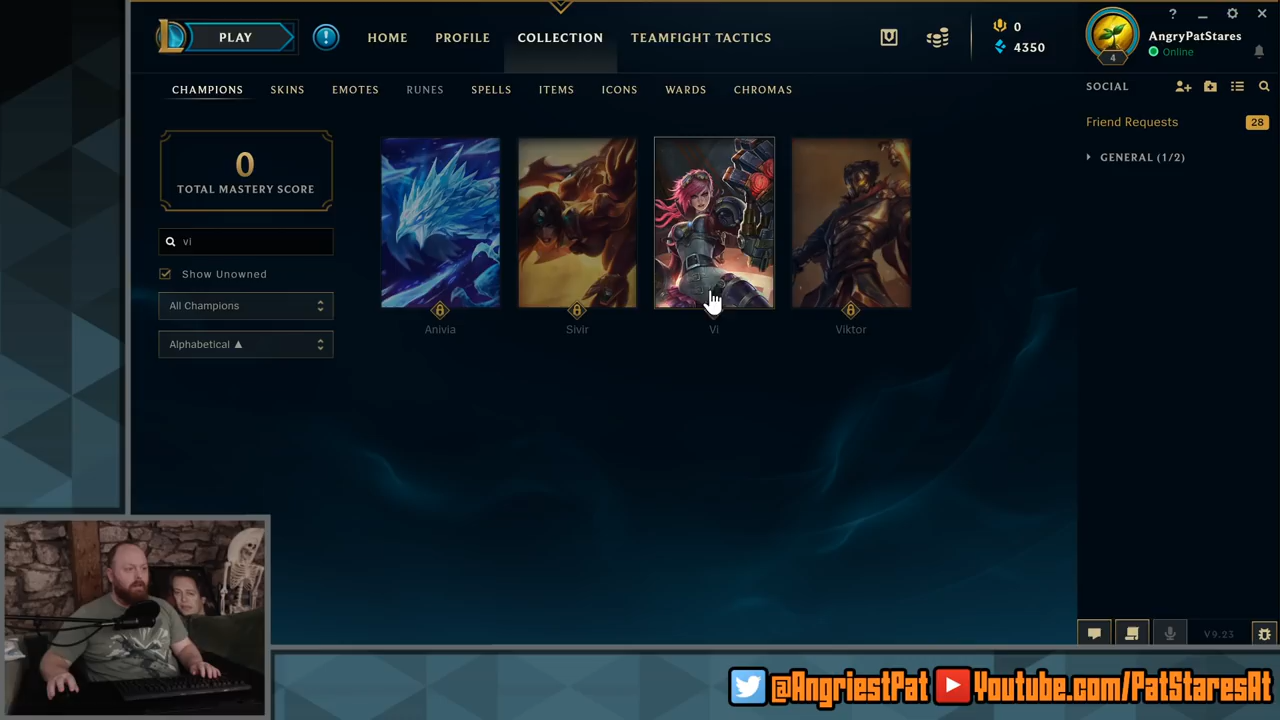 PLAY
HOME
PROFILE
COLLECTION
TEAMFIGHT TACTICS
0
4350
4
?
AngryPatStares
Online
CHAMPIONS
SKINS
EMOTES
RUNES
SPELLS
ITEMS
ICONS
WARDS
CHROMAS
SOCIAL
Friend Requests
28
GENERAL (1/2)
0
TOTAL MASTERY SCORE
vi
Show Unowned
All Champions
Alphabetical ▲
Anivia
Sivir
Vi
Viktor
V9.23
@AngriestPat
Youtube.com/PatStaresAt